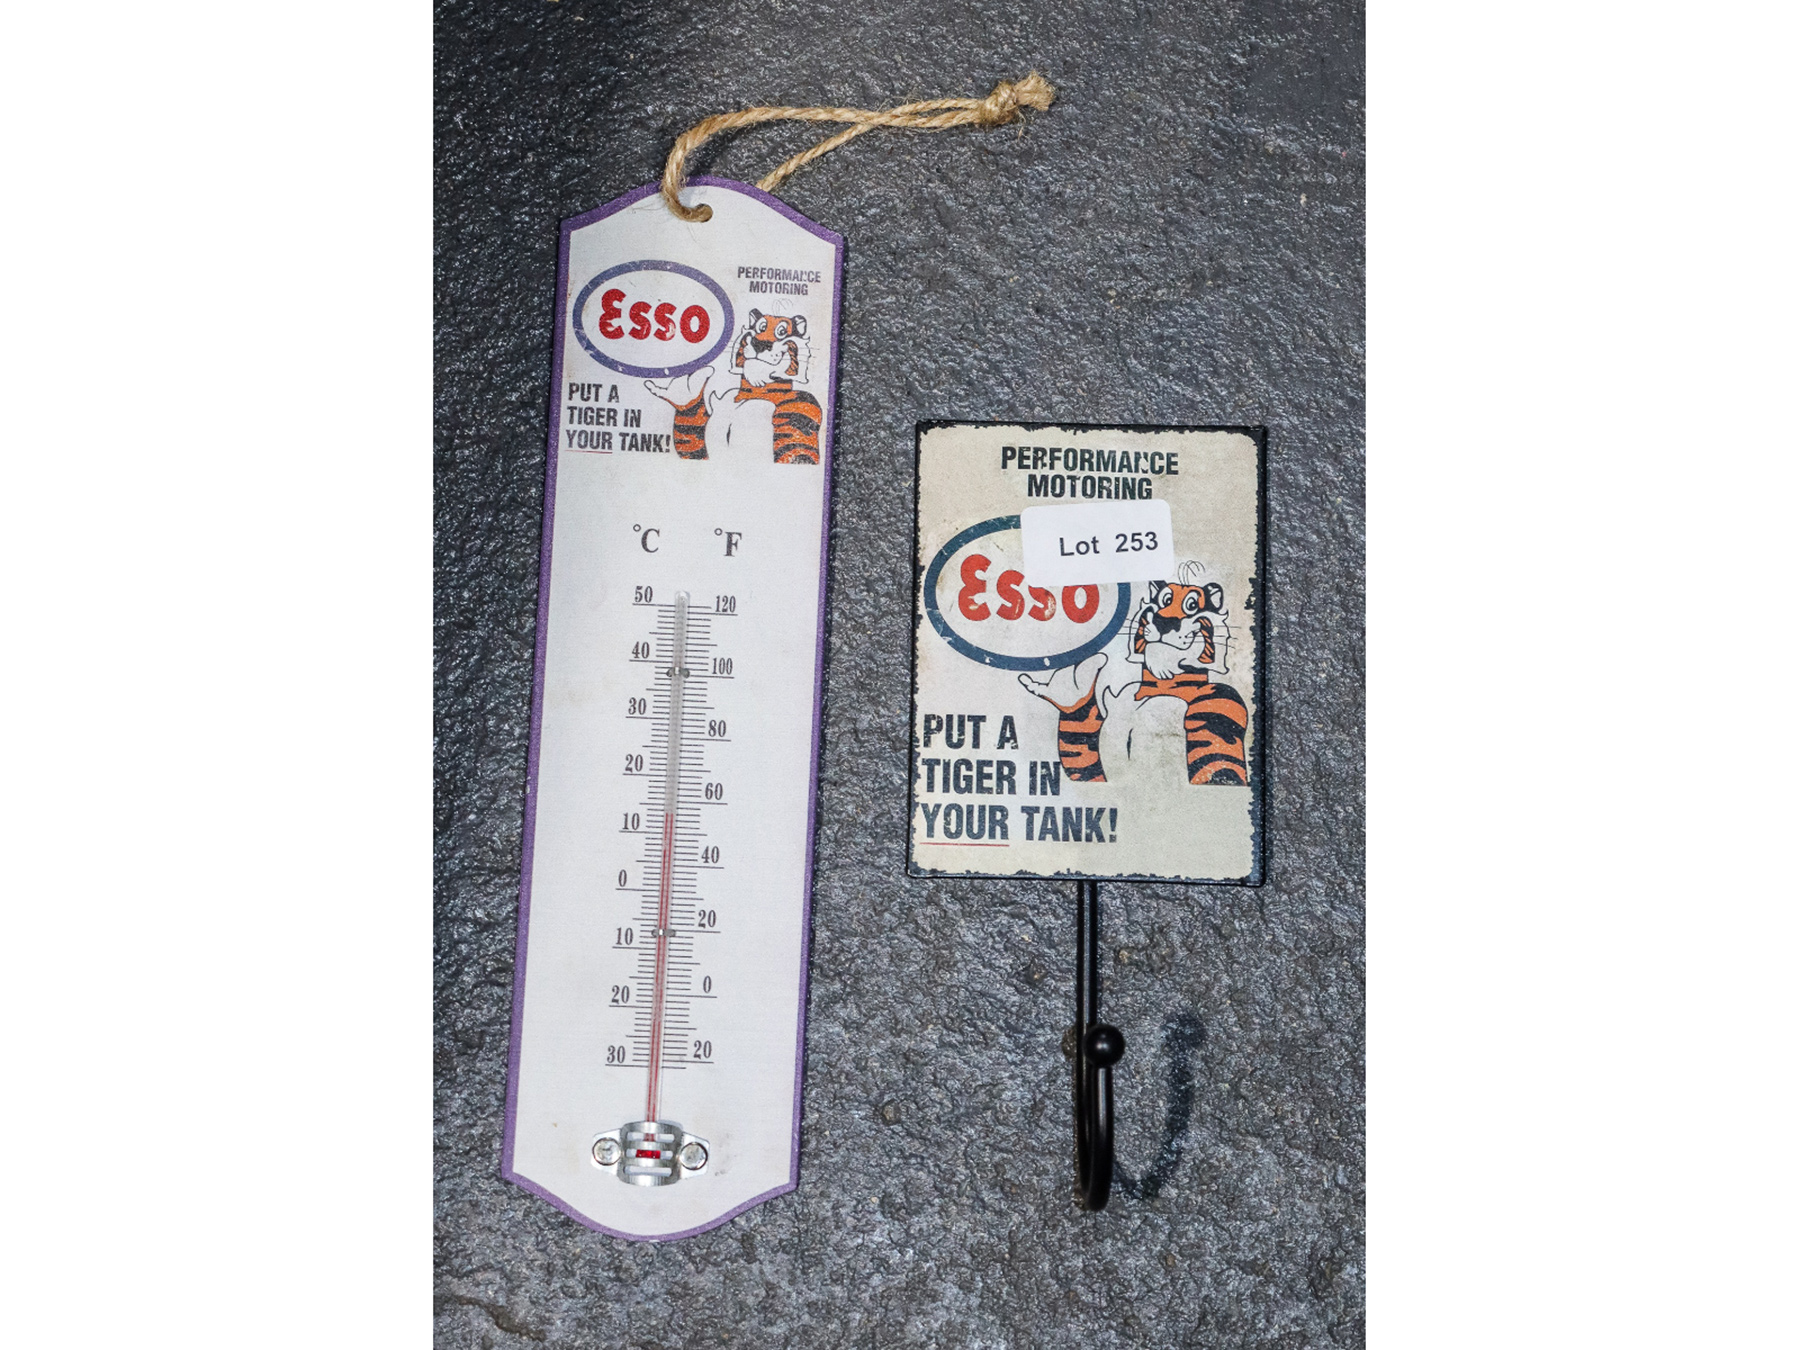 ESSO
PERFORMANCE
MOTORING
PUT A
TIGER IN
YOUR TANK!
°C °F
50 120
40 100
30 80
20 60
10 40
0 20
10 0
20 20
30
PERFORMANCE
MOTORING
Lot 253
ESSO
PUT A
TIGER IN
YOUR TANK!